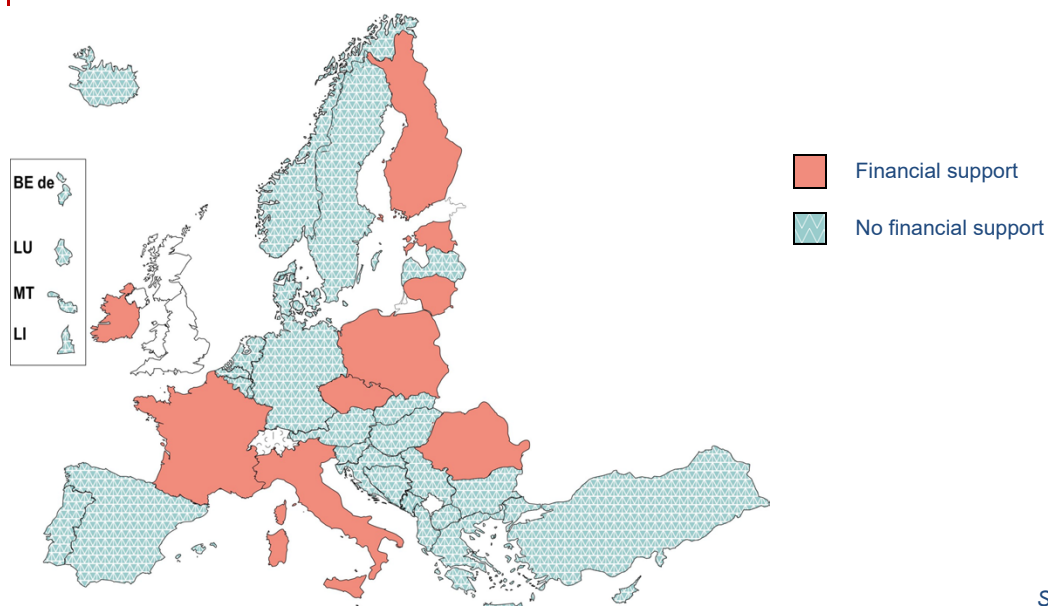 BE de
LU
MT
LI
Financial support
No financial support
S